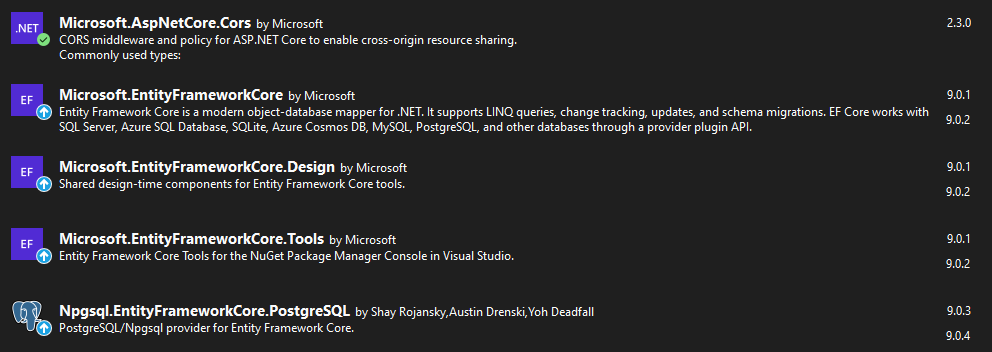 .NET Microsoft.AspNetCore.Cors by Microsoft 2.3.0
CORS middleware and policy for ASP.NET Core to enable cross-origin resource sharing.
Commonly used types:
EF Microsoft.EntityFrameworkCore by Microsoft 9.0.1
Entity Framework Core is a modern object-database mapper for .NET. It supports LINQ queries, change tracking, updates, and schema migrations. EF Core works with 9.0.2
SQL Server, Azure SQL Database, SQLite, Azure Cosmos DB, MySQL, PostgreSQL, and other databases through a provider plugin API.
EF Microsoft.EntityFrameworkCore.Design by Microsoft 9.0.1
Shared design-time components for Entity Framework Core tools. 9.0.2
EF Microsoft.EntityFrameworkCore.Tools by Microsoft 9.0.1
Entity Framework Core Tools for the NuGet Package Manager Console in Visual Studio. 9.0.2
Npgsql.EntityFrameworkCore.PostgreSQL by Shay Rojansky,Austin Drenski,Yoh Deadfall 9.0.3
PostgreSQL/Npgsql provider for Entity Framework Core. 9.0.4